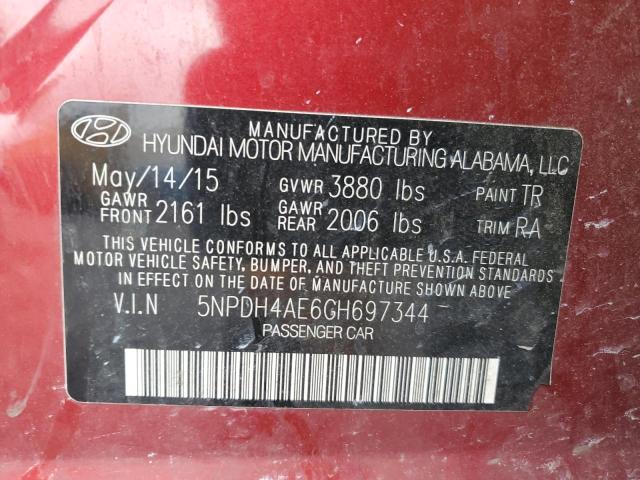 MANUFACTURED BY
HYUNDAI MOTOR MANUFACTURING ALABAMA, LLC
May/14/15 GVWR 3880 lbs PAINT TR
GAWR FRONT 2161 lbs GAWR REAR 2006 lbs TRIM RA
THIS VEHICLE CONFORMS TO ALL APPLICABLE U.S.A. FEDERAL
MOTOR VEHICLE SAFETY, BUMPER, AND THEFT PREVENTION STANDARDS
IN EFFECT ON THE DATE OF MANUFACTURE SHOWN ABOVE.
V.I.N 5NPDH4AE6GH697344
PASSENGER CAR